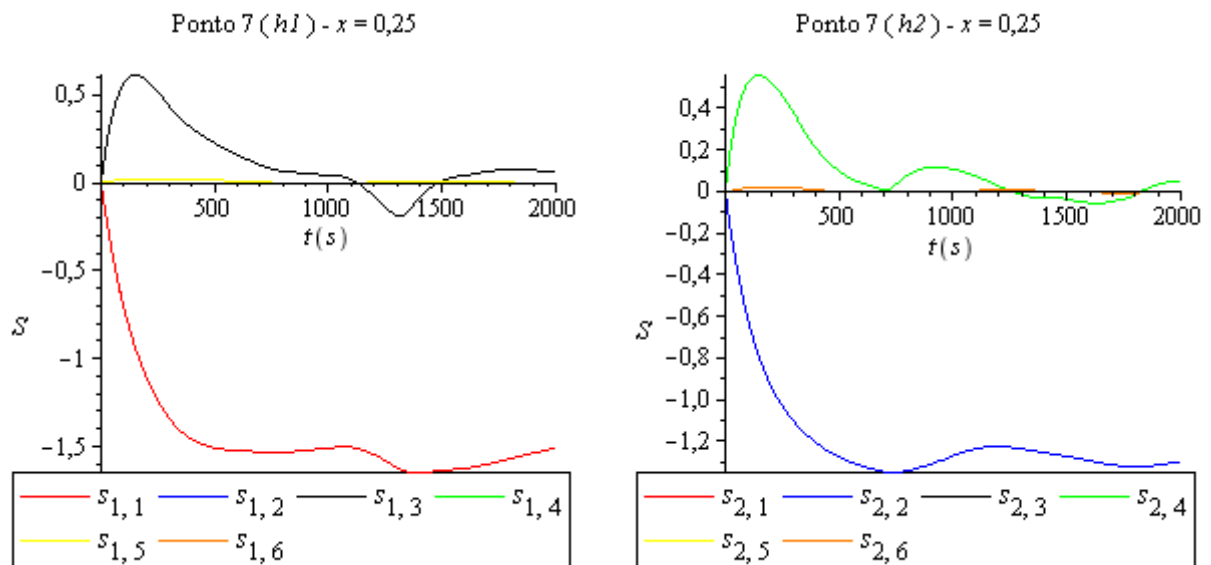 Ponto 7 (h1) - x = 0,25
0,5
0
−0,5
−1
−1,5
500 1000 1500 2000
t(s)
S
s1,1 s1,2 s1,3 s1,4
s1,5 s1,6
Ponto 7 (h2) - x = 0,25
0,4
0,2
0
−0,2
−0,4
−0,6
−0,8
−1,0
−1,2
500 1000 1500 2000
t(s)
S
s2,1 s2,2 s2,3 s2,4
s2,5 s2,6